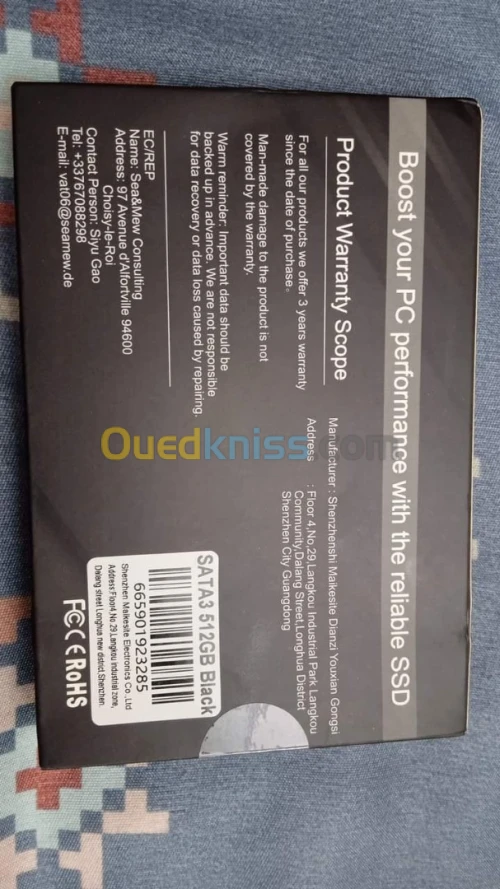 Boost your PC performance with the reliable SSD
Product Warranty Scope
For all our products we offer 3 years warranty
since the date of purchase。
Man-made damage to the product is not
covered by the warranty.
Warm reminder: Important data should be
backed up in advance. We are not responsible
for data recovery or data loss caused by repairing.
EC/REP
Name: Sea&Mew Consulting
Address: 97 Avenue d'Alfortville 94600
Choisy-le-Roi
Contact Person: Siyu Gao
Tel: +33767088298
E-mail: vat06@seamew.de
Manufacturer : Shenzhenshi Maikesite Dianzi Youxian Gongsi
Address : Floor 4,No.29,Langkou Industrial Park Langkou
Community,Dalang Street,Longhua District
Shenzhen City Guangdong
SATA3 512GB Black
665901823285
Shenzhen Maikesite Electronics Co.,Ltd
Address:Floor4,No.29,Langkou industrial zone,
Dalang street,Longhua new district,Shenzhen.
FC CE RoHS
Ouedkniss.com